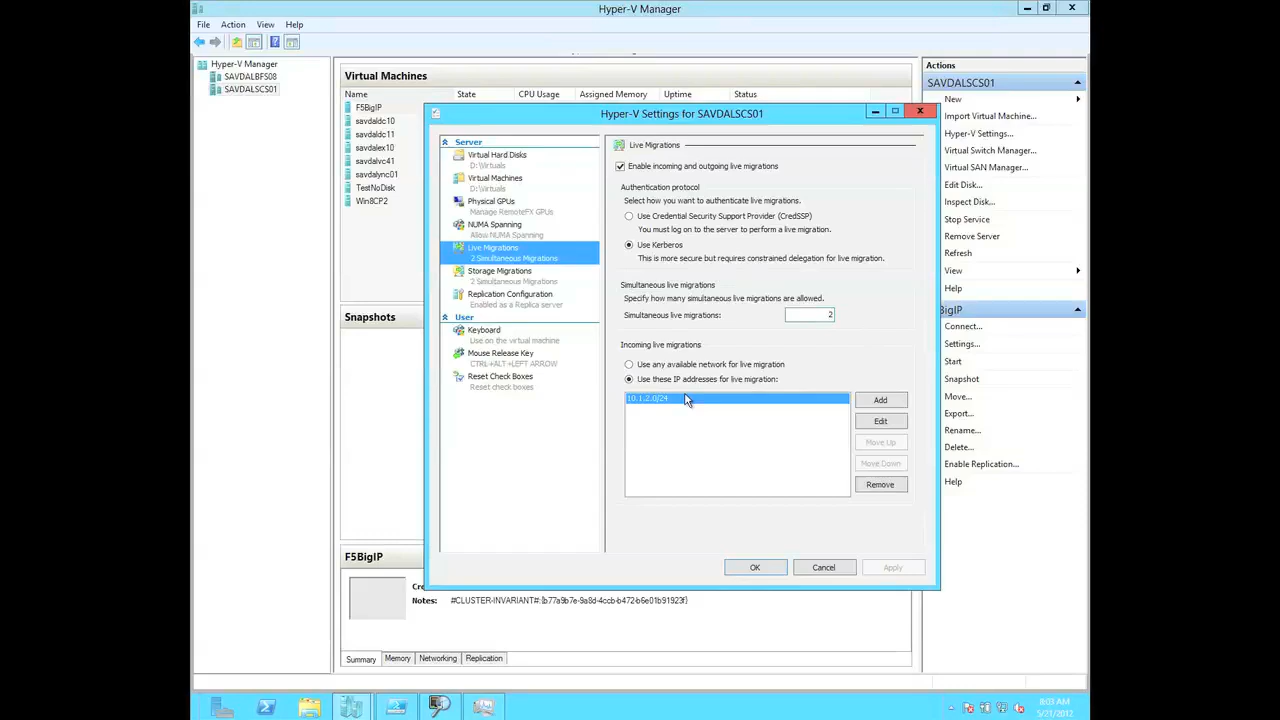 Hyper-V Manager
File Action View Help
Hyper-V Manager
SAVDALBFS08
SAVDALSCS01
Virtual Machines
Name State CPU Usage Assigned Memory Uptime Status
F5BigIP
savdaldc10
savdaldc11
savdalex10
savdalvc41
savdalync01
TestNoDisk
Win8CP2
Snapshots
F5BigIP
Notes: #CLUSTER-INVARIANT#:{b77a9b7e-9a8d-4ccb-b472-b6e01b91923f}
Summary Memory Networking Replication
Hyper-V Settings for SAVDALSCS01
Server
Virtual Hard Disks
D:\Virtuals
Virtual Machines
D:\Virtuals
Physical GPUs
Manage RemoteFX GPUs
NUMA Spanning
Allow NUMA Spanning
Live Migrations
2 Simultaneous Migrations
Storage Migrations
2 Simultaneous Migrations
Replication Configuration
Enabled as a Replica server
User
Keyboard
Use on the virtual machine
Mouse Release Key
CTRL+ALT+LEFT ARROW
Reset Check Boxes
Reset check boxes
Live Migrations
Enable incoming and outgoing live migrations
Authentication protocol
Select how you want to authenticate live migrations.
Use Credential Security Support Provider (CredSSP)
You must log on to the server to perform a live migration.
Use Kerberos
This is more secure but requires constrained delegation for live migration.
Simultaneous live migrations
Specify how many simultaneous live migrations are allowed.
Simultaneous live migrations: 2
Incoming live migrations
Use any available network for live migration
Use these IP addresses for live migration:
10.1.2.0/24
Add
Edit
Move Up
Move Down
Remove
OK Cancel Apply
Actions
SAVDALSCS01
New
Import Virtual Machine...
Hyper-V Settings...
Virtual Switch Manager...
Virtual SAN Manager...
Edit Disk...
Inspect Disk...
Stop Service
Remove Server
Refresh
View
Help
BigIP
Connect...
Settings...
Start
Snapshot
Move...
Export...
Rename...
Delete...
Enable Replication...
Help
8:03 AM
5/31/2012